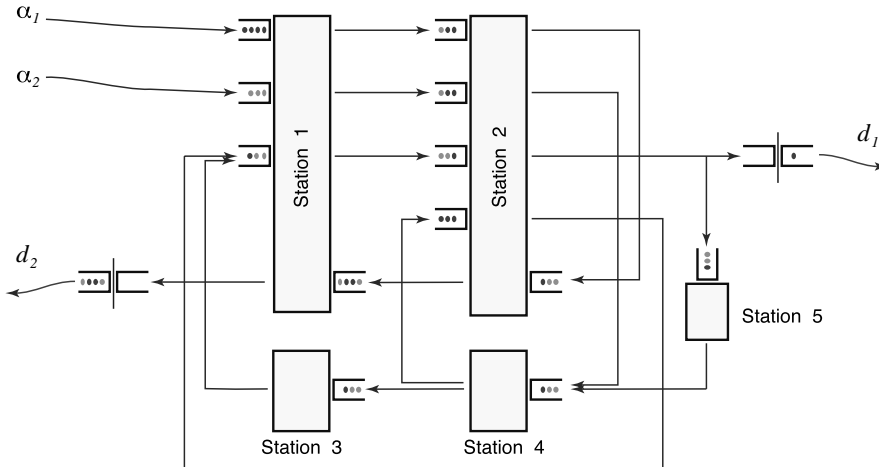 α₁
α₂
Station 1
Station 2
d₁
d₂
Station 5
Station 3
Station 4